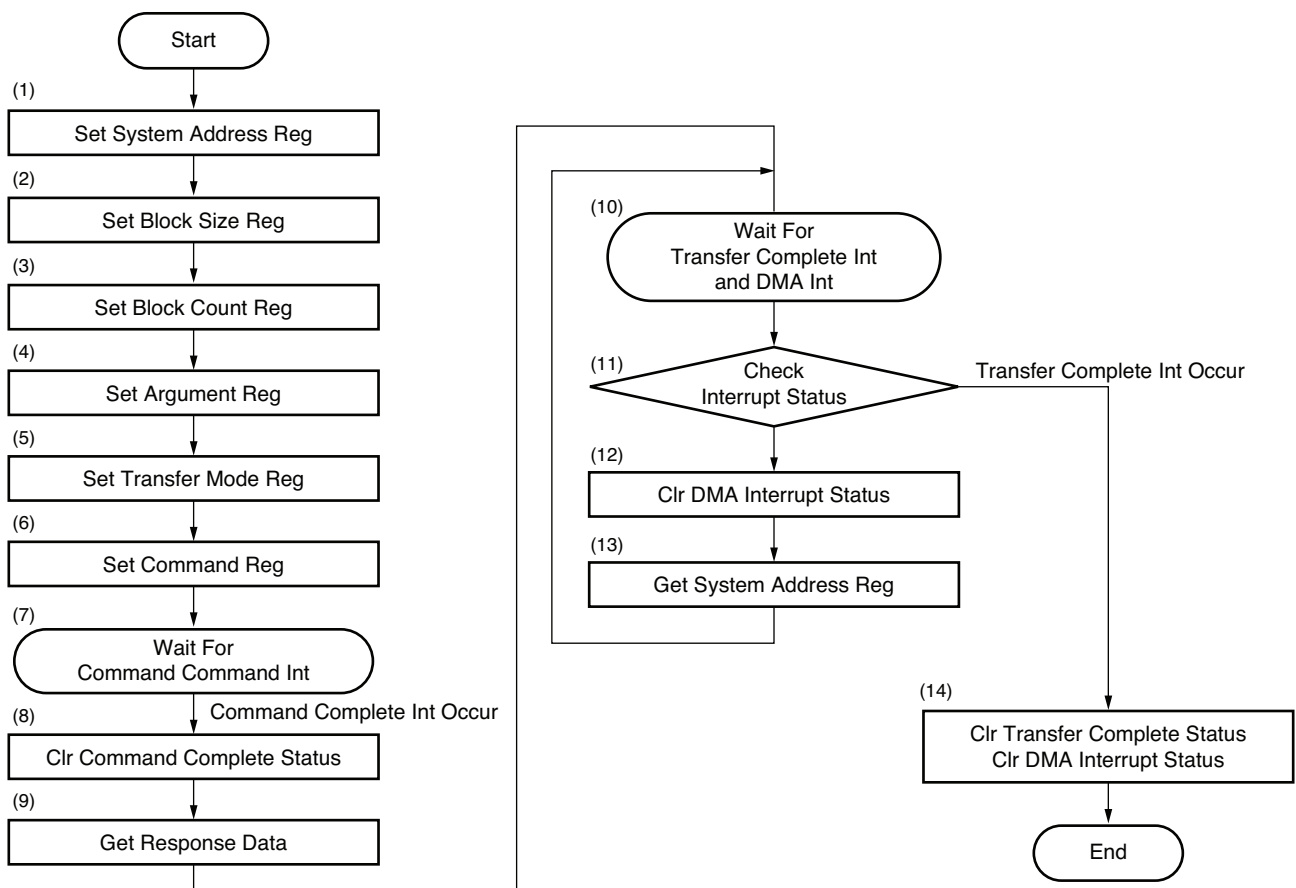 Start
(1)
Set System Address Reg
(2)
Set Block Size Reg
(3)
Set Block Count Reg
(4)
Set Argument Reg
(5)
Set Transfer Mode Reg
(6)
Set Command Reg
(7)
Wait For
Command Command Int
Command Complete Int Occur
(8)
Clr Command Complete Status
(9)
Get Response Data
(10)
Wait For
Transfer Complete Int
and DMA Int
(11)
Check
Interrupt Status
Transfer Complete Int Occur
(12)
Clr DMA Interrupt Status
(13)
Get System Address Reg
(14)
Clr Transfer Complete Status
Clr DMA Interrupt Status
End